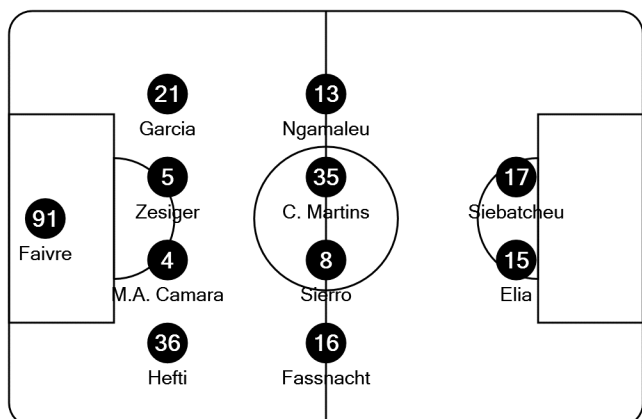 21
Garcia
13
Ngamaleu
5
Zesiger
35
C. Martins
17
Siebatcheu
91
Faivre
4
M.A. Camara
8
Sierro
15
Elia
36
Hefti
16
Fassnacht